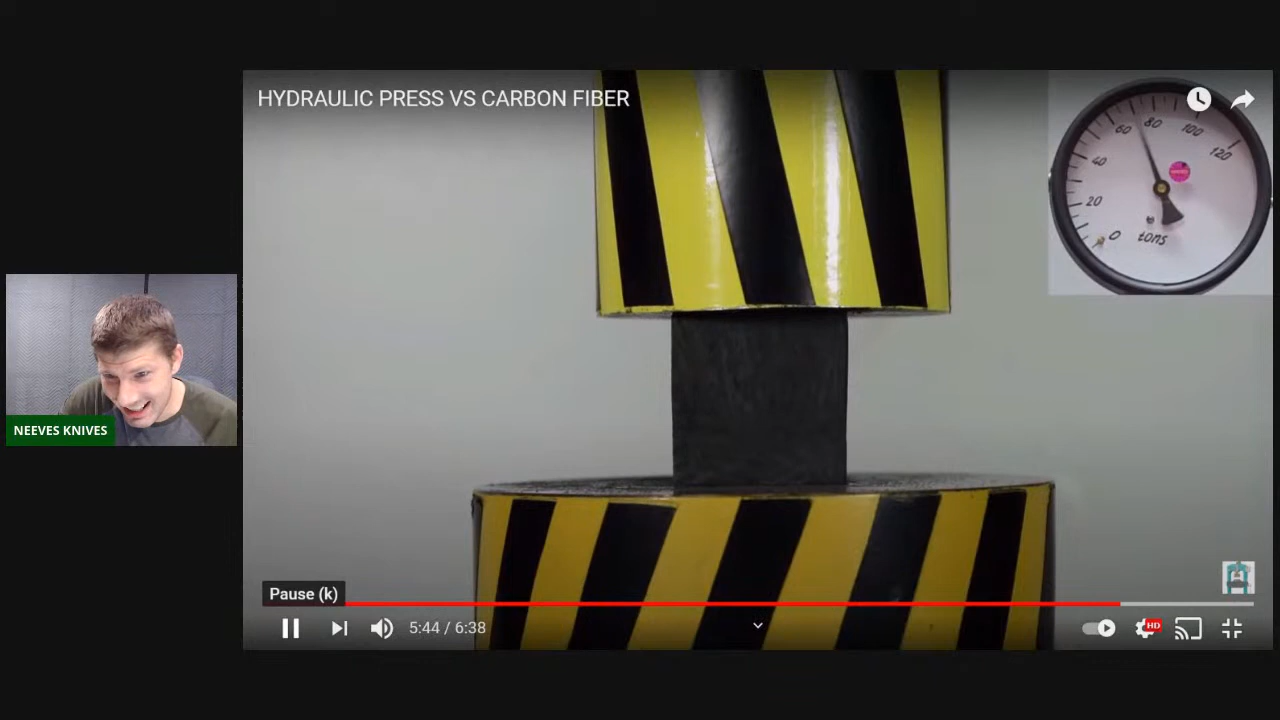 HYDRAULIC PRESS VS CARBON FIBER
0 20 40 60 80 100 120
tons
NEEVES KNIVES
Pause (k)
5:44 / 6:38
HD